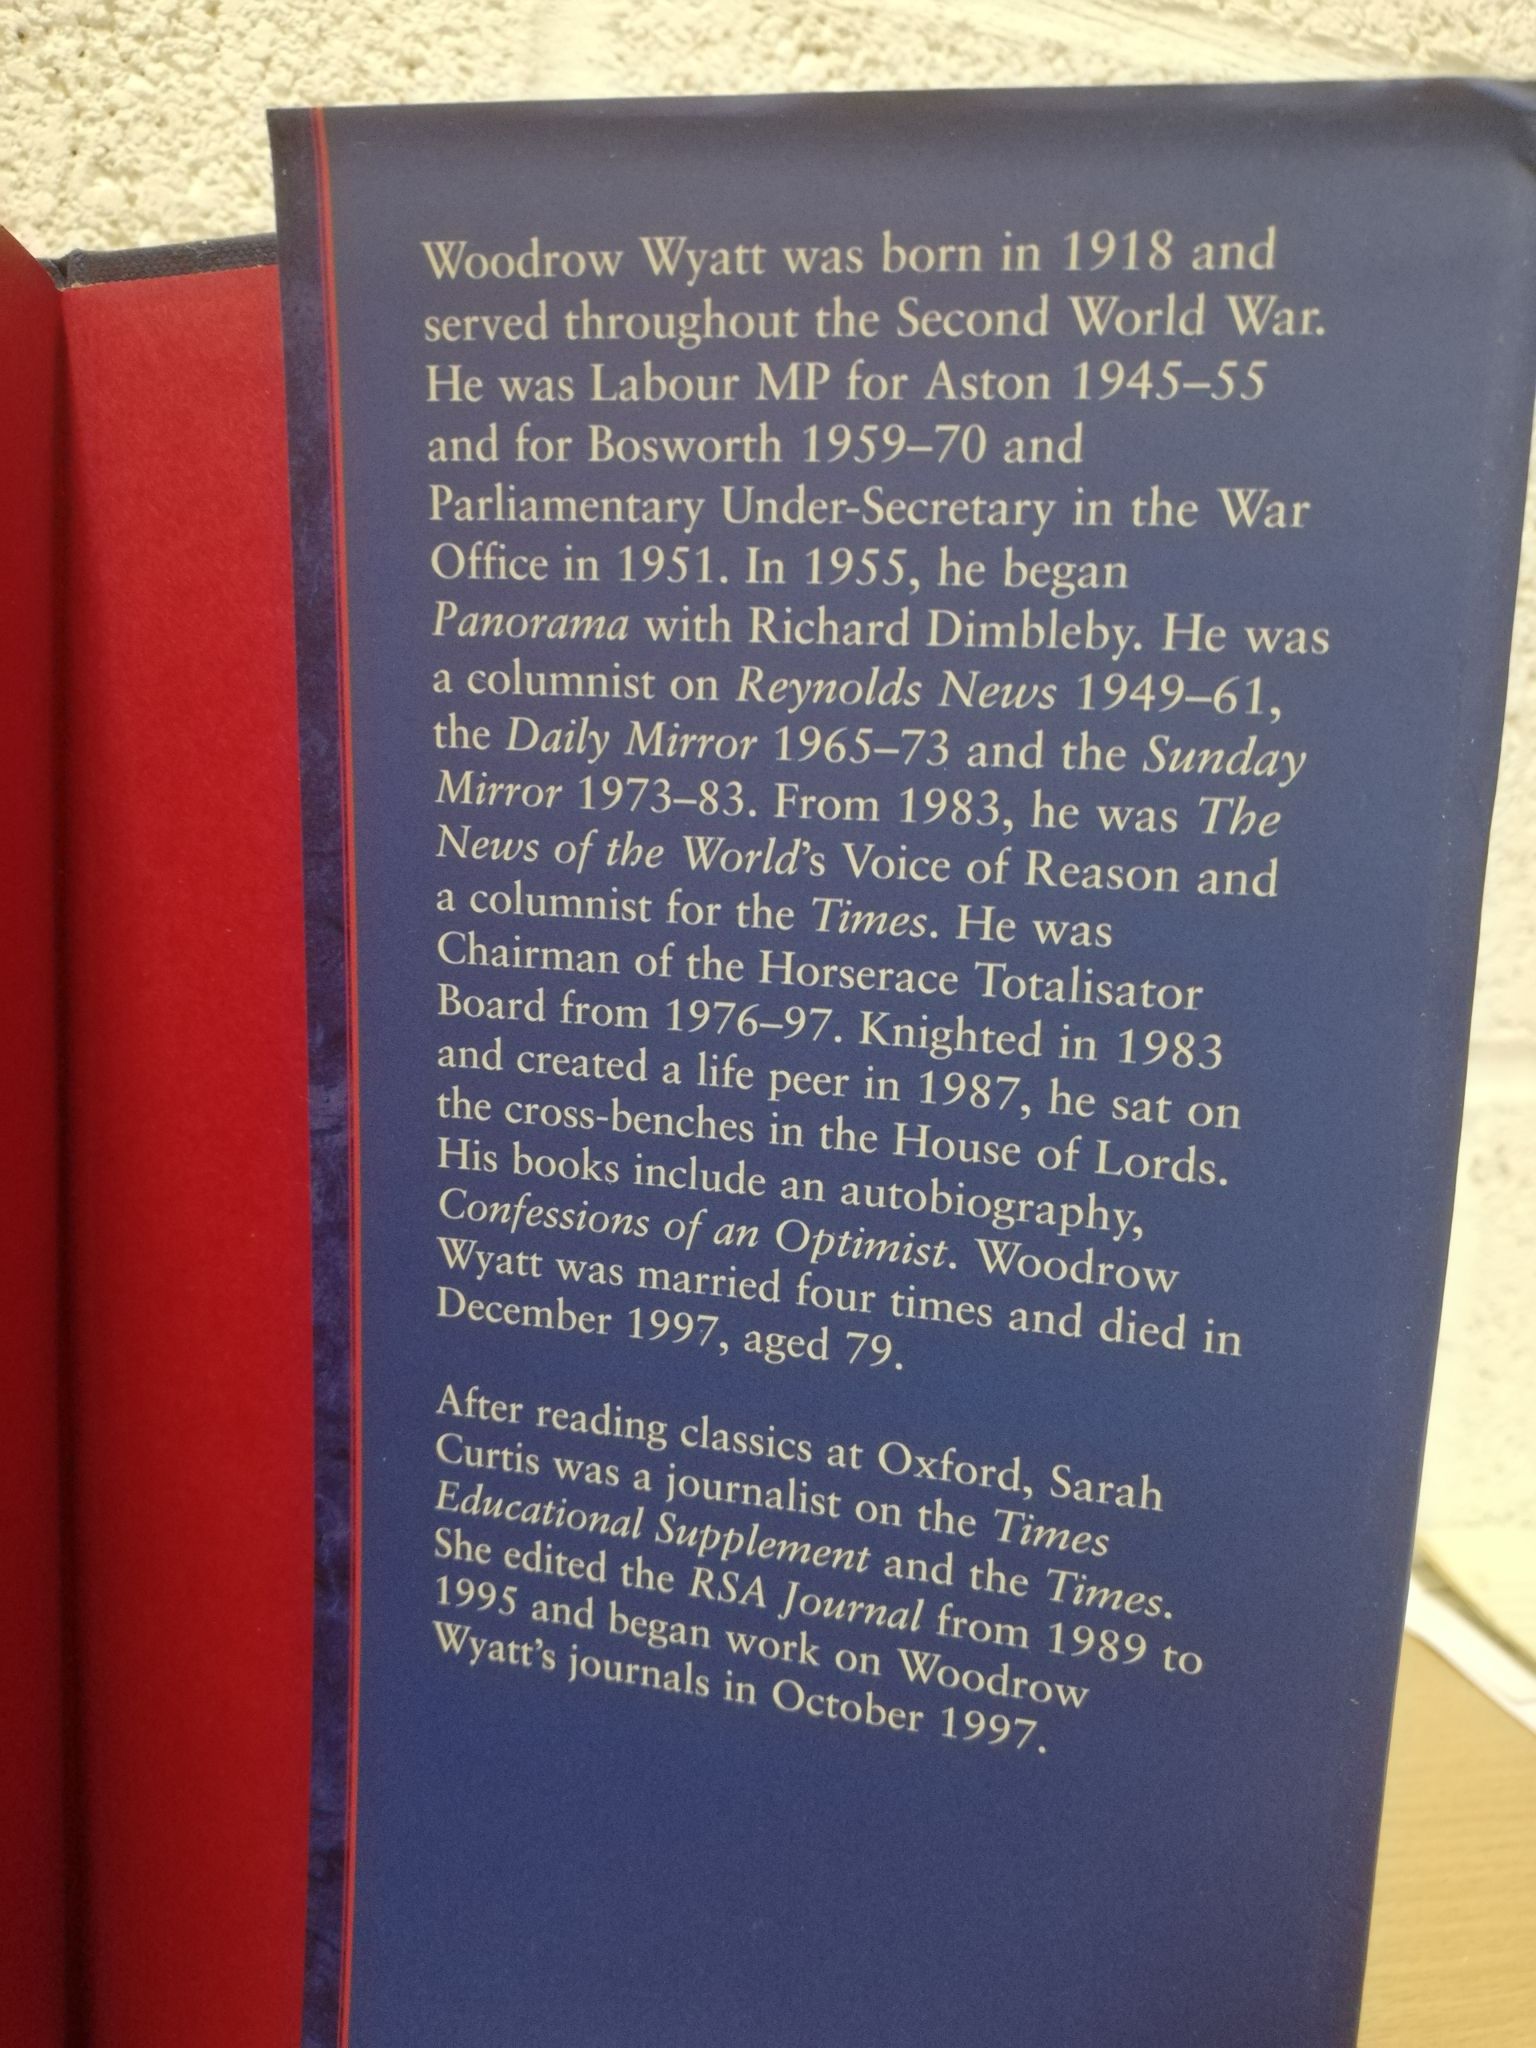 Woodrow Wyatt was born in 1918 and
served throughout the Second World War.
He was Labour MP for Aston 1945–55
and for Bosworth 1959–70 and
Parliamentary Under-Secretary in the War
Office in 1951. In 1955, he began
Panorama with Richard Dimbleby. He was
a columnist on Reynolds News 1949–61,
the Daily Mirror 1965–73 and the Sunday
Mirror 1973–83. From 1983, he was The
News of the World's Voice of Reason and
a columnist for the Times. He was
Chairman of the Horserace Totalisator
Board from 1976–97. Knighted in 1983
and created a life peer in 1987, he sat on
the cross-benches in the House of Lords.
His books include an autobiography,
Confessions of an Optimist. Woodrow
Wyatt was married four times and died in
December 1997, aged 79.
After reading classics at Oxford, Sarah
Curtis was a journalist on the Times
Educational Supplement and the Times.
She edited the RSA Journal from 1989 to
1995 and began work on Woodrow
Wyatt's journals in October 1997.